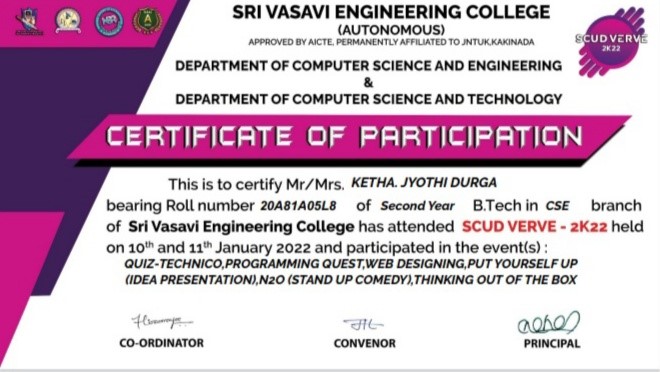 SRI VASAVI ENGINEERING COLLEGE
(AUTONOMOUS)
APPROVED BY AICTE, PERMANENTLY AFFILIATED TO JNTUK,KAKINADA
SCUD VERVE
2K22
DEPARTMENT OF COMPUTER SCIENCE AND ENGINEERING
&
DEPARTMENT OF COMPUTER SCIENCE AND TECHNOLOGY
CERTIFICATE OF PARTICIPATION
This is to certify Mr/Mrs. KETHA. JYOTHI DURGA
bearing Roll number 20A81A05L8 of Second Year B.Tech in CSE branch
of Sri Vasavi Engineering College has attended SCUD VERVE - 2K22 held
on 10th and 11th January 2022 and participated in the event(s) :
QUIZ-TECHNICO,PROGRAMMING QUEST,WEB DESIGNING,PUT YOURSELF UP
(IDEA PRESENTATION),N2O (STAND UP COMEDY),THINKING OUT OF THE BOX
CO-ORDINATOR
CONVENOR
PRINCIPAL